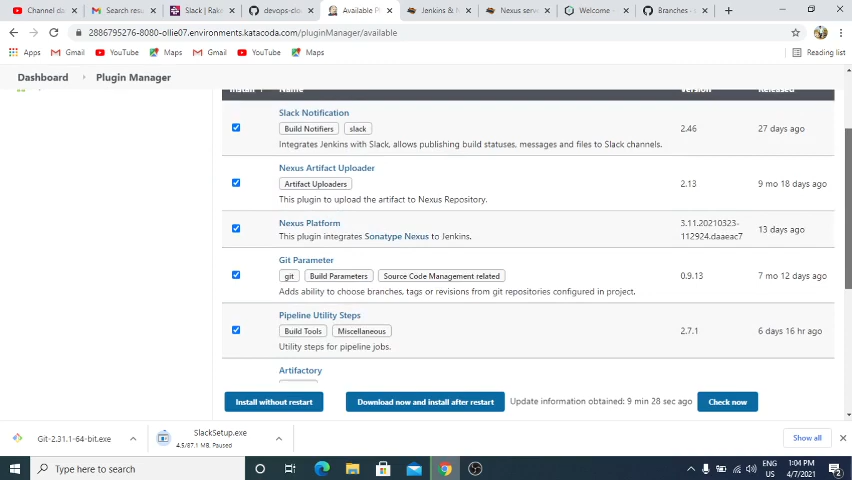 Channel da
Search resu
Slack | Rake
devops-clou
Available P
Jenkins & N
Nexus serve
Welcome -
Branches - 
2886795276-8080-ollie07.environments.katacoda.com/pluginManager/available
Apps
Gmail
YouTube
Maps
Gmail
YouTube
Maps
Reading list
Dashboard
Plugin Manager
Install ↑
Name
Version
Released
Slack Notification
Build Notifiers
slack
2.46
27 days ago
Integrates Jenkins with Slack, allows publishing build statuses, messages and files to Slack channels.
Nexus Artifact Uploader
Artifact Uploaders
2.13
9 mo 18 days ago
This plugin to upload the artifact to Nexus Repository.
Nexus Platform
3.11.20210323-
112924.daaeac7
13 days ago
This plugin integrates Sonatype Nexus to Jenkins.
Git Parameter
git
Build Parameters
Source Code Management related
0.9.13
7 mo 12 days ago
Adds ability to choose branches, tags or revisions from git repositories configured in project.
Pipeline Utility Steps
Build Tools
Miscellaneous
2.7.1
6 days 16 hr ago
Utility steps for pipeline jobs.
Artifactory
Install without restart
Download now and install after restart
Update information obtained: 9 min 28 sec ago
Check now
Git-2.31.1-64-bit.exe
SlackSetup.exe
4.5/87.1 MB, Paused
Show all
Type here to search
ENG
US
1:04 PM
4/7/2021
2